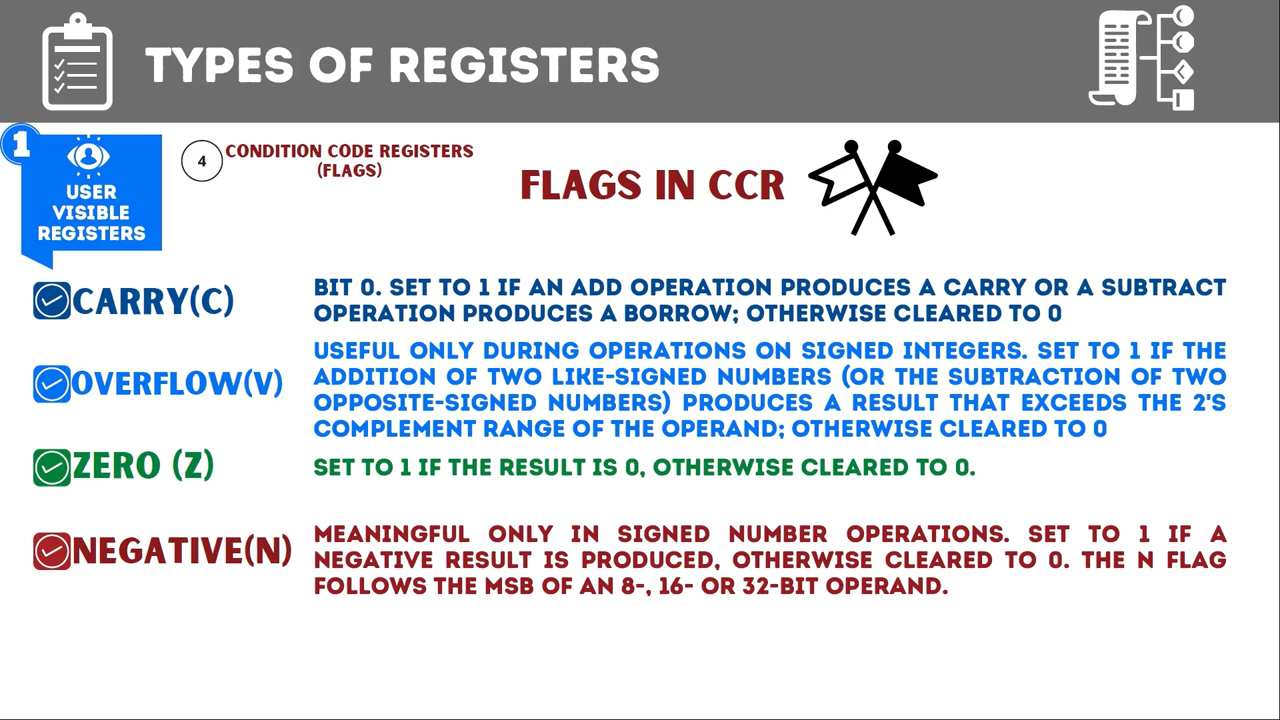 TYPES OF REGISTERS
1
USER
VISIBLE
REGISTERS
4
CONDITION CODE REGISTERS
(FLAGS)
FLAGS IN CCR
CARRY(C)
BIT 0. SET TO 1 IF AN ADD OPERATION PRODUCES A CARRY OR A SUBTRACT
OPERATION PRODUCES A BORROW; OTHERWISE CLEARED TO 0
OVERFLOW(V)
USEFUL ONLY DURING OPERATIONS ON SIGNED INTEGERS. SET TO 1 IF THE
ADDITION OF TWO LIKE-SIGNED NUMBERS (OR THE SUBTRACTION OF TWO
OPPOSITE-SIGNED NUMBERS) PRODUCES A RESULT THAT EXCEEDS THE 2'S
COMPLEMENT RANGE OF THE OPERAND; OTHERWISE CLEARED TO 0
ZERO (Z)
SET TO 1 IF THE RESULT IS 0, OTHERWISE CLEARED TO 0.
NEGATIVE(N)
MEANINGFUL ONLY IN SIGNED NUMBER OPERATIONS. SET TO 1 IF A
NEGATIVE RESULT IS PRODUCED, OTHERWISE CLEARED TO 0. THE N FLAG
FOLLOWS THE MSB OF AN 8-, 16- OR 32-BIT OPERAND.